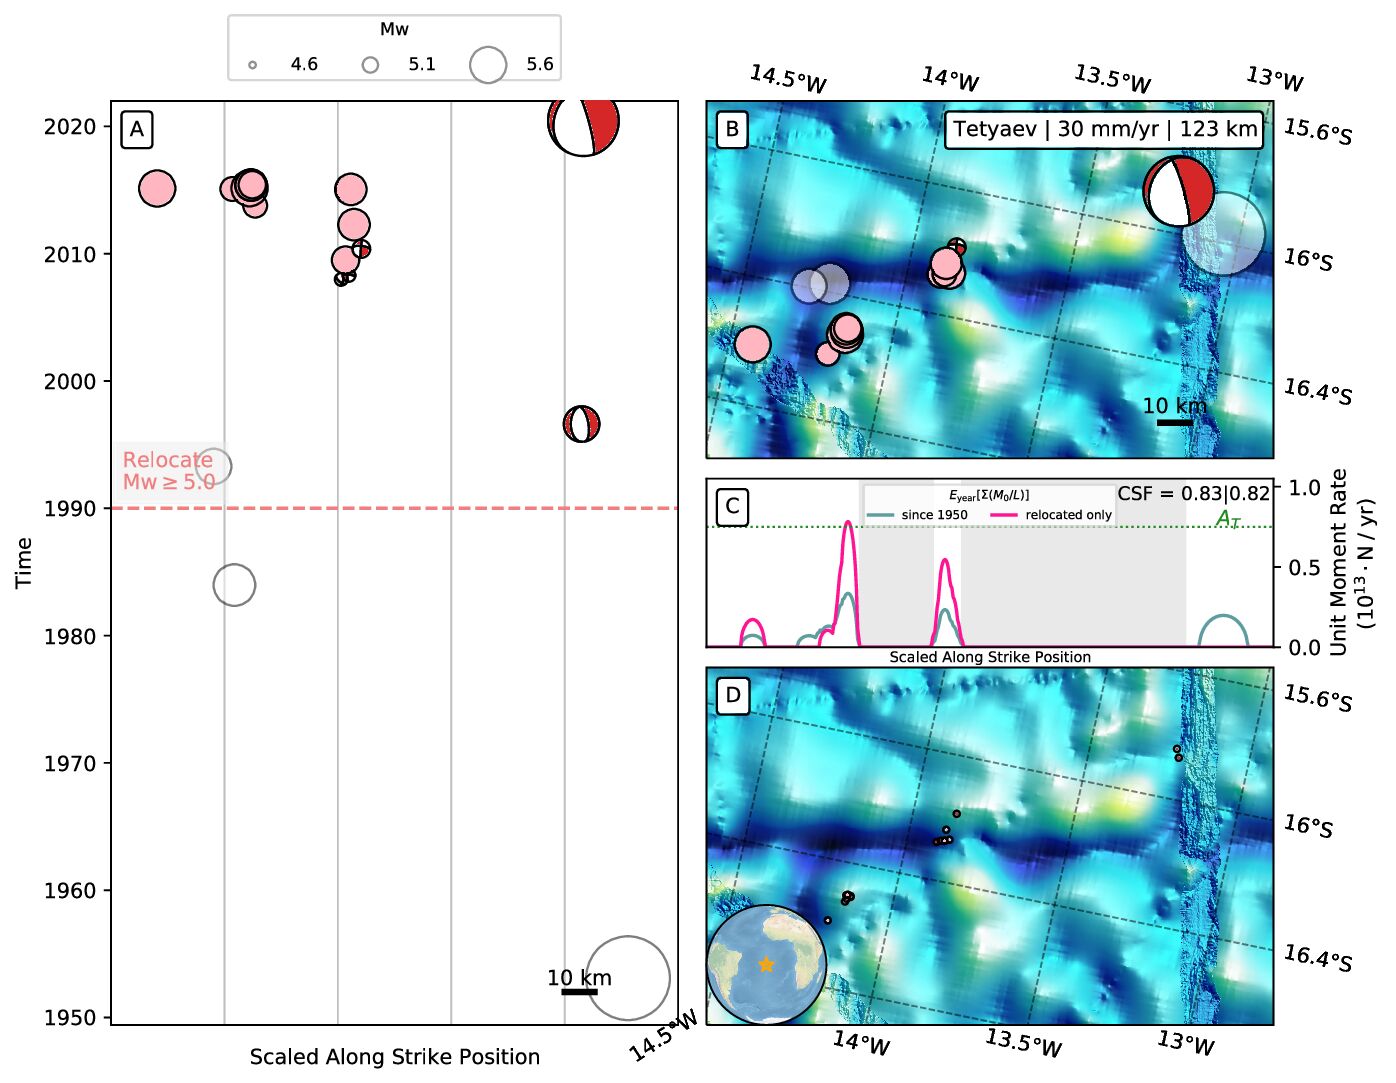 Mw
4.6 5.1 5.6
14.5°W 14°W 13.5°W 13°W
A
2020
2010
2000
1990
1980
1970
1960
1950
Time
Relocate
Mw ≥ 5.0
10 km
Scaled Along Strike Position
14.5°W
B
Tetyaev | 30 mm/yr | 123 km
15.6°S
16°S
16.4°S
10 km
C
E_year[Σ(M_0/L)]
since 1950 relocated only
CSF = 0.83|0.82
A_T
1.0
0.5
0.0
Unit Moment Rate
(10^13 · N / yr)
Scaled Along Strike Position
D
15.6°S
16°S
16.4°S
14°W 13.5°W 13°W